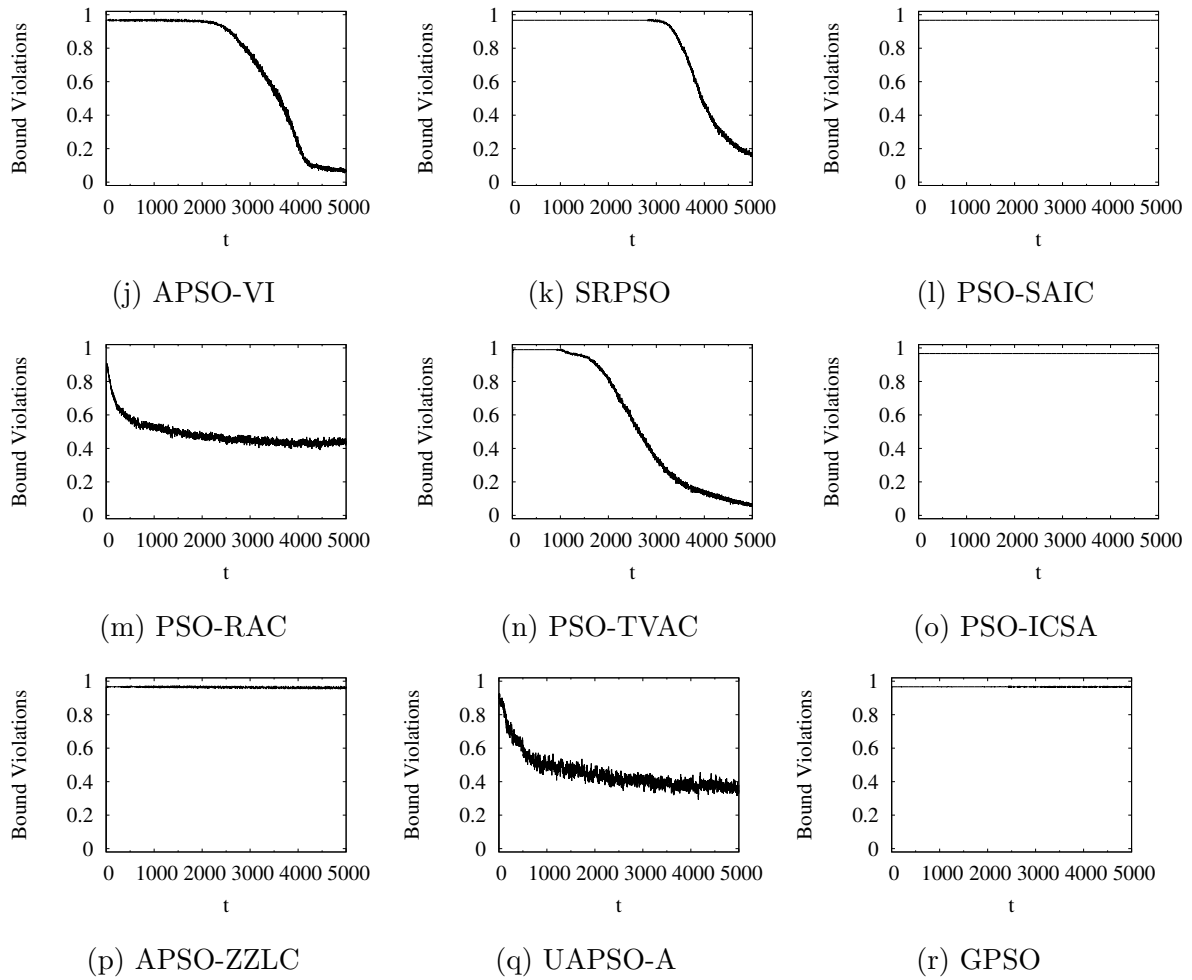 Bound Violations
1
0.8
0.6
0.4
0.2
0
0 1000 2000 3000 4000 5000
t
(j) APSO-VI
Bound Violations
1
0.8
0.6
0.4
0.2
0
0 1000 2000 3000 4000 5000
t
(k) SRPSO
Bound Violations
1
0.8
0.6
0.4
0.2
0
0 1000 2000 3000 4000 5000
t
(l) PSO-SAIC
Bound Violations
1
0.8
0.6
0.4
0.2
0
0 1000 2000 3000 4000 5000
t
(m) PSO-RAC
Bound Violations
1
0.8
0.6
0.4
0.2
0
0 1000 2000 3000 4000 5000
t
(n) PSO-TVAC
Bound Violations
1
0.8
0.6
0.4
0.2
0
0 1000 2000 3000 4000 5000
t
(o) PSO-ICSA
Bound Violations
1
0.8
0.6
0.4
0.2
0
0 1000 2000 3000 4000 5000
t
(p) APSO-ZZLC
Bound Violations
1
0.8
0.6
0.4
0.2
0
0 1000 2000 3000 4000 5000
t
(q) UAPSO-A
Bound Violations
1
0.8
0.6
0.4
0.2
0
0 1000 2000 3000 4000 5000
t
(r) GPSO